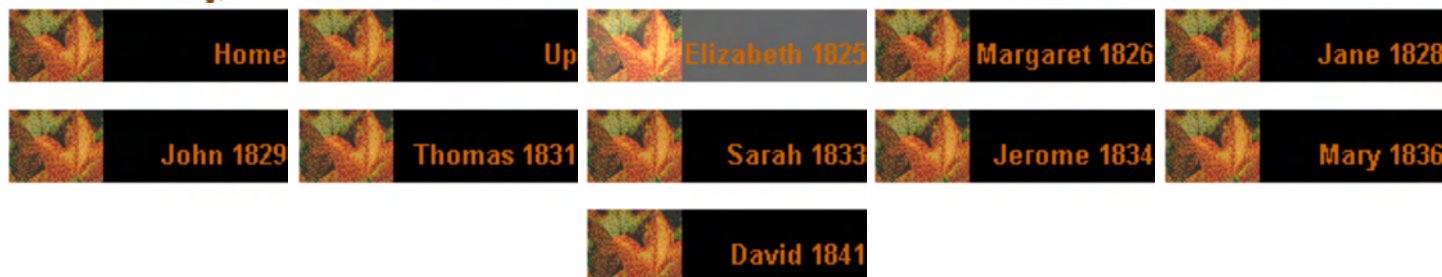 Home Up Elizabeth 1825 Margaret 1826 Jane 1828
John 1829 Thomas 1831 Sarah 1833 Jerome 1834 Mary 1836
David 1841